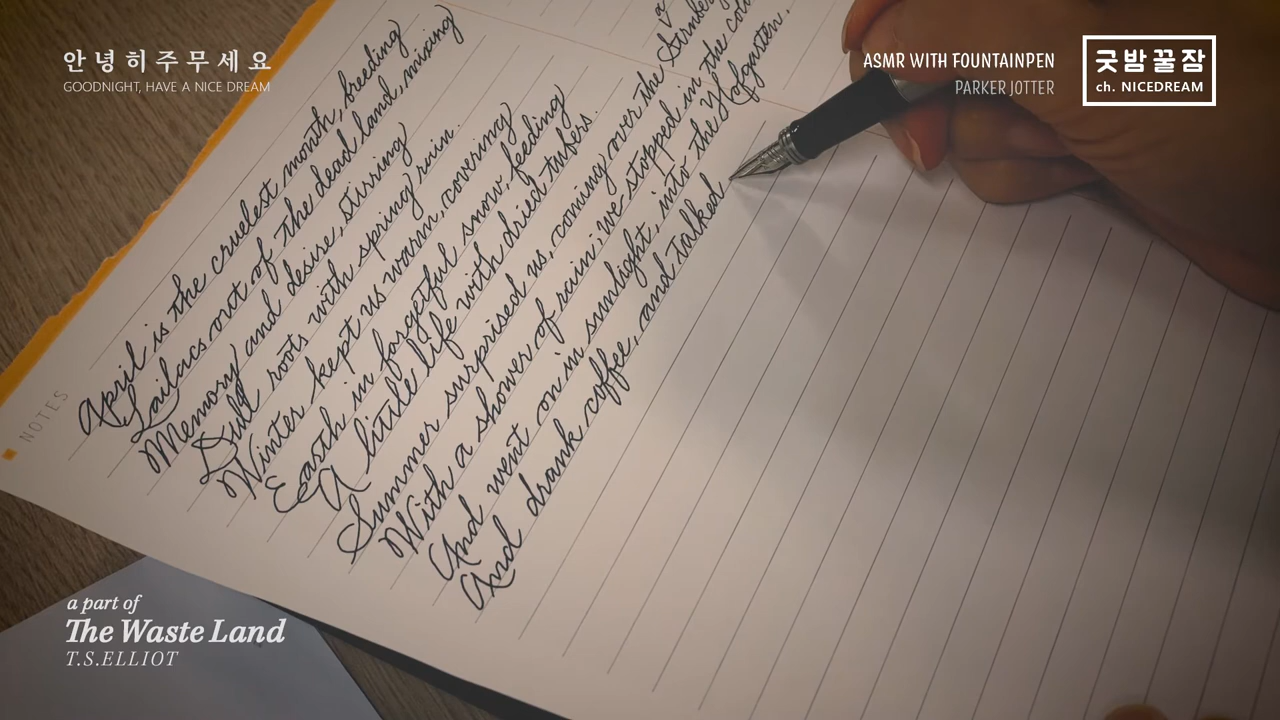 안녕히주무세요
GOODNIGHT, HAVE A NICE DREAM
ASMR WITH FOUNTAINPEN
PARKER JOTTER
굿밤꿀잠
ch. NICEDREAM
NOTES
April is the cruelest month, breeding
Lilacs out of the dead land, mixing
Memory and desire, stirring
Dull roots with spring rain.
Winter kept us warm, covering
Earth in forgetful snow, feeding
A little life with dried tubers.
Summer surprised us, coming over the
With a shower of rain; we stopped in the
And went on in sunlight, into the Hofgarten.
And drank coffee, and talked
a part of
The Waste Land
T.S.ELLIOT